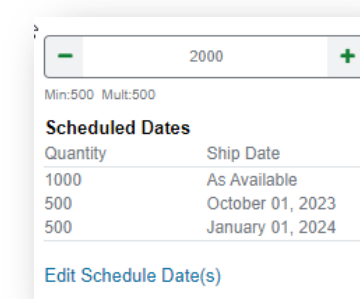 − 2000 +
Min:500 Mult:500
Scheduled Dates
Quantity Ship Date
1000 As Available
500 October 01, 2023
500 January 01, 2024
Edit Schedule Date(s)